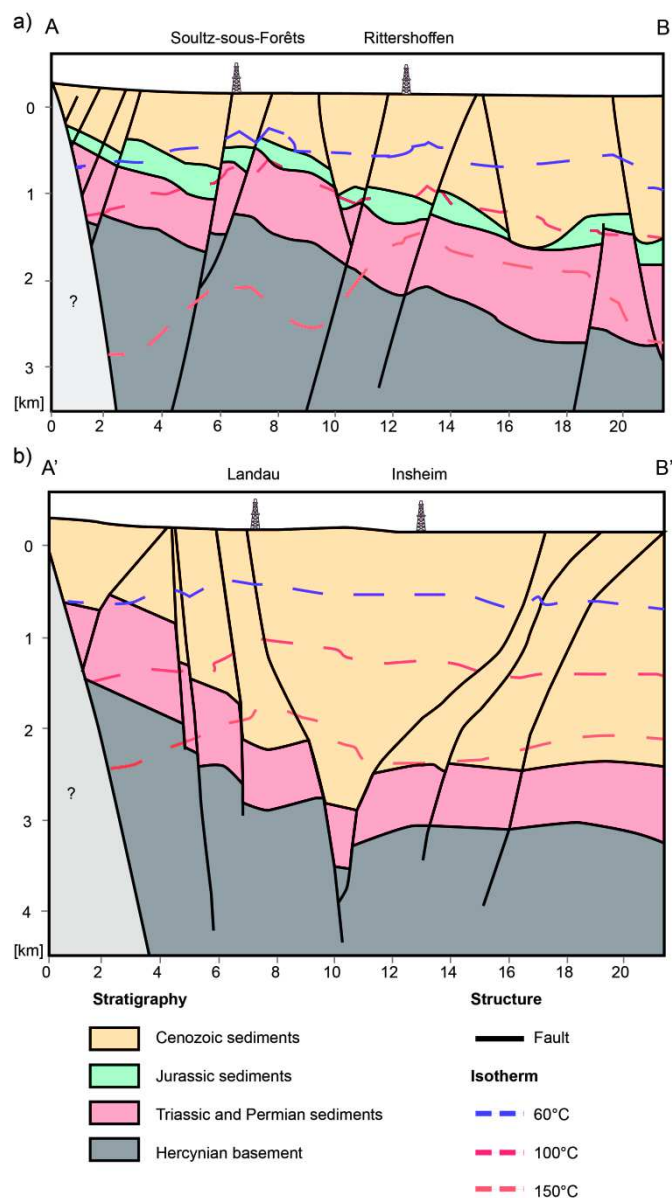 a)
A
B
Soultz-sous-Forêts Rittershoffen
0
1
2
3
[km]
?
0 2 4 6 8 10 12 14 16 18 20
b)
A'
B'
Landau Insheim
0
1
2
3
4
[km]
?
0 2 4 6 8 10 12 14 16 18 20
Stratigraphy
Cenozoic sediments
Jurassic sediments
Triassic and Permian sediments
Hercynian basement
Structure
Fault
Isotherm
60°C
100°C
150°C